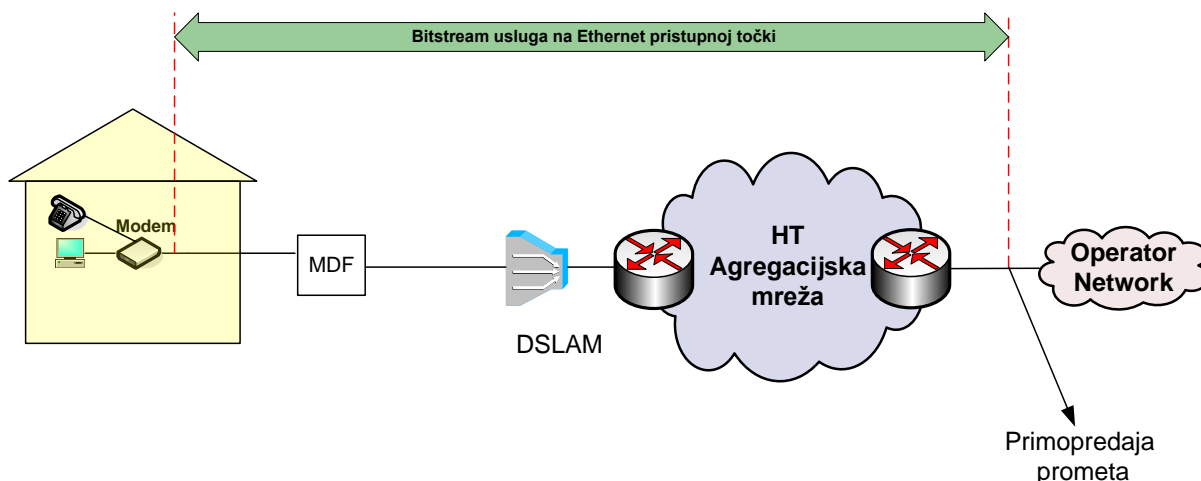 Bitstream usluga na Ethernet pristupnoj točki
Modem
MDF
DSLAM
HT
Agregacijska
mreža
Operator
Network
Primopredaja
prometa